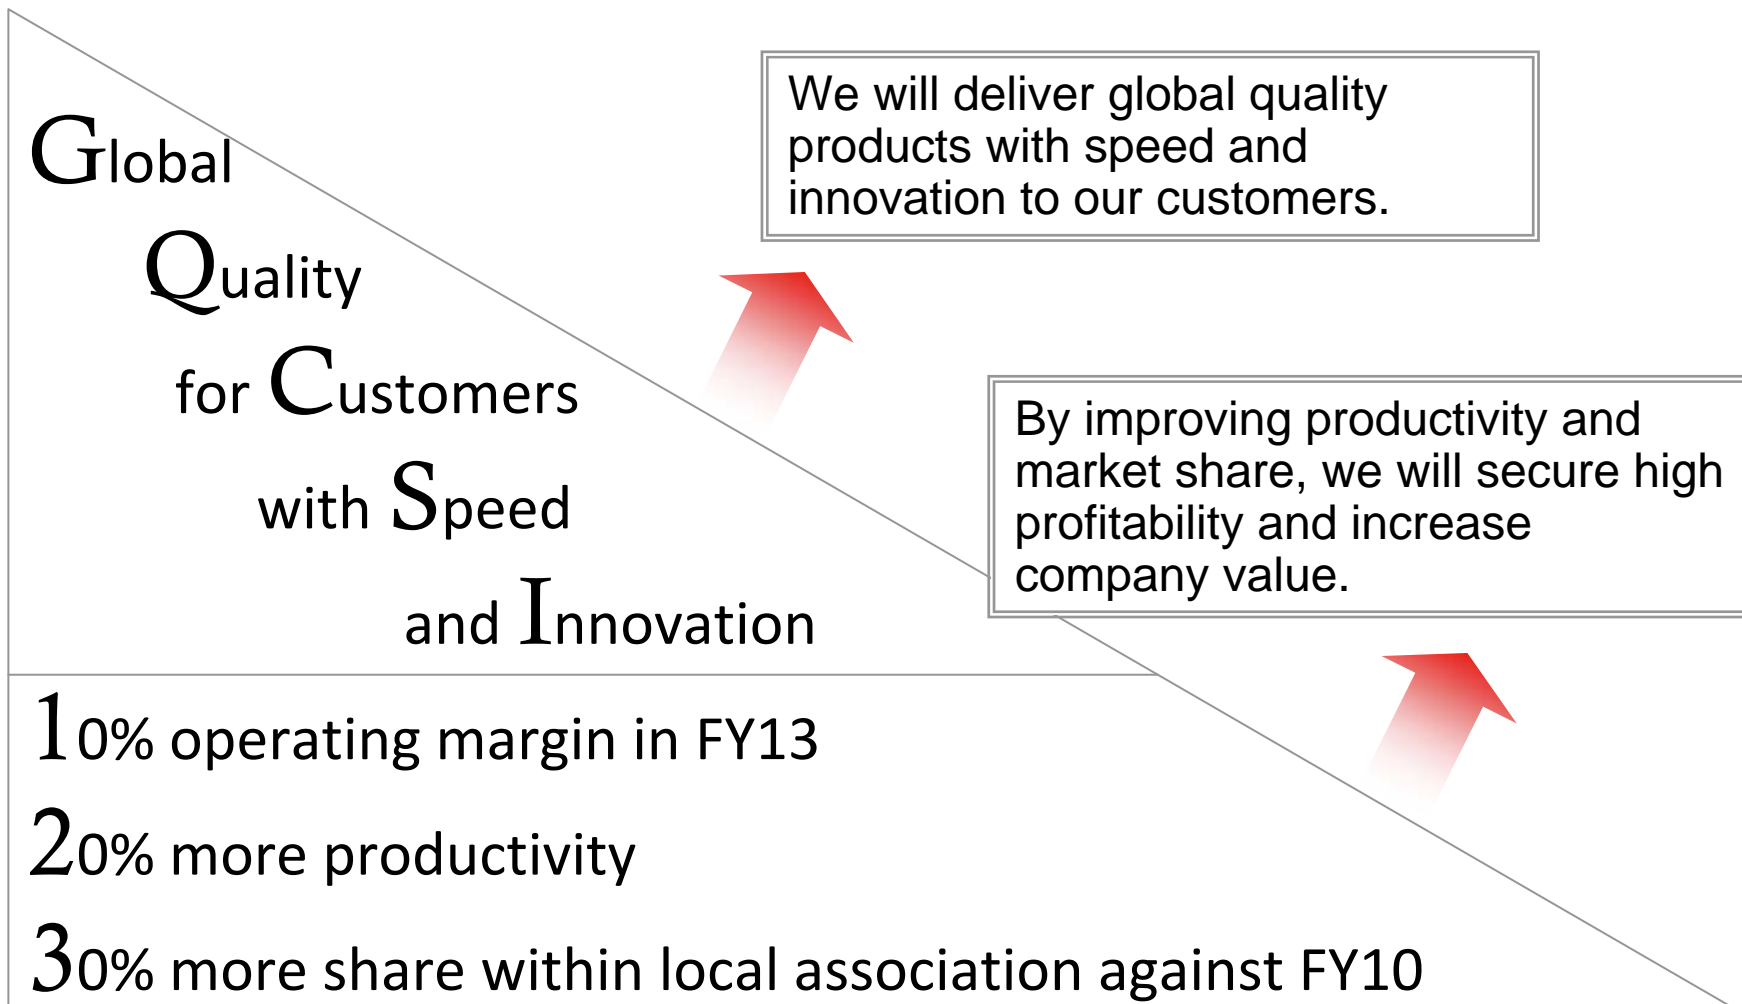 Global
Quality
for Customers
with Speed
and Innovation
10% operating margin in FY13
20% more productivity
30% more share within local association against FY10
We will deliver global quality
products with speed and
innovation to our customers.
By improving productivity and
market share, we will secure high
profitability and increase
company value.